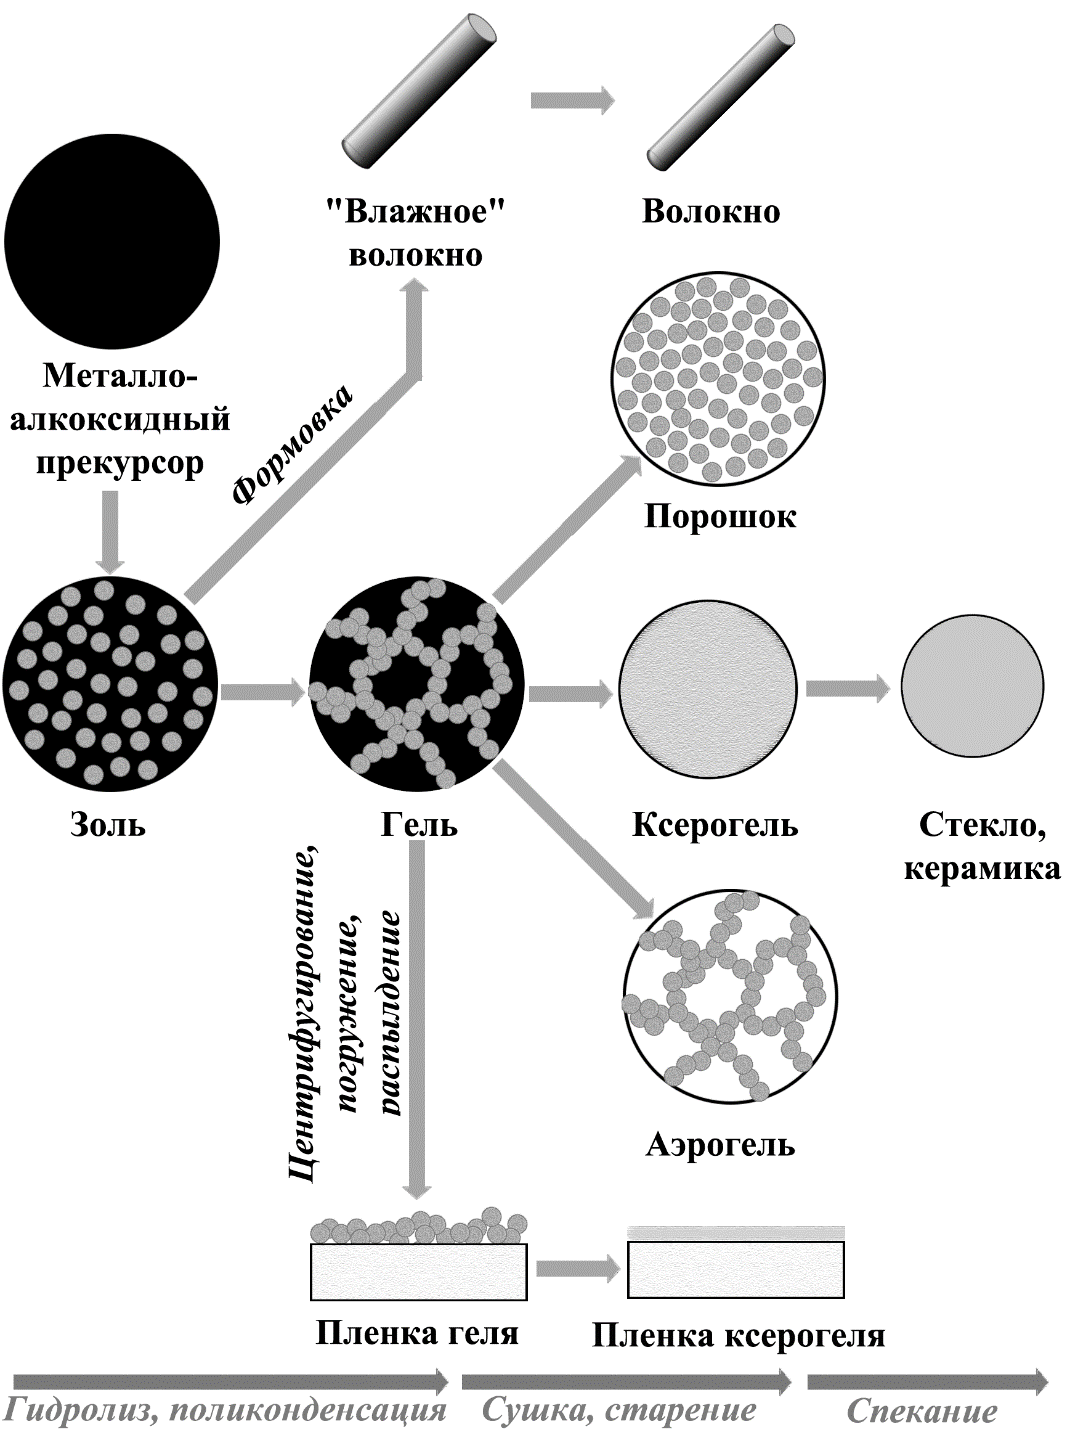 "Влажное"
волокно
Волокно
Металло-
алкоксидный
прекурсор
Формовка
Порошок
Золь
Гель
Ксерогель
Стекло,
керамика
Центрифугирование,
погружение,
распылдение
Аэрогель
Пленка геля
Пленка ксерогеля
Гидролиз, поликонденсация
Сушка, старение
Спекание